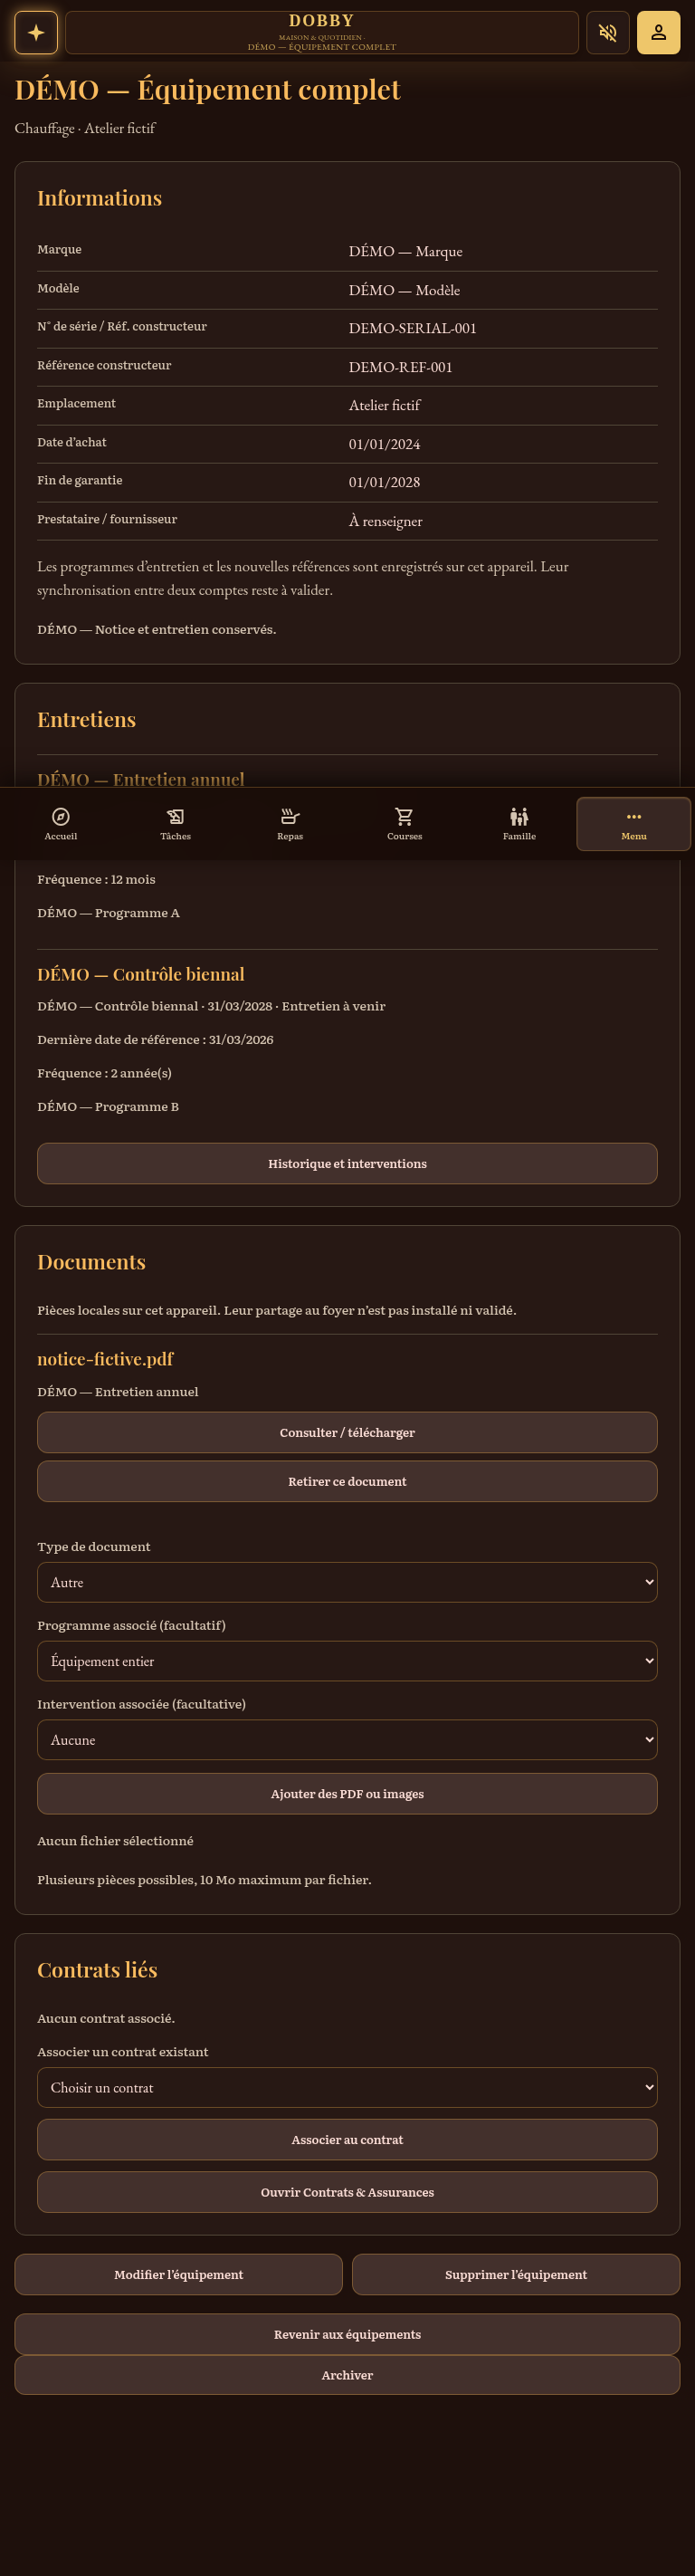 DOBBY
MAISON & QUOTIDIEN ·
DÉMO — ÉQUIPEMENT COMPLET
DÉMO — Équipement complet
Chauffage · Atelier fictif
Informations
Marque DÉMO — Marque
Modèle DÉMO — Modèle
N° de série / Réf. constructeur DEMO-SERIAL-001
Référence constructeur DEMO-REF-001
Emplacement Atelier fictif
Date d’achat 01/01/2024
Fin de garantie 01/01/2028
Prestataire / fournisseur À renseigner
Les programmes d’entretien et les nouvelles références sont enregistrés sur cet appareil. Leur
synchronisation entre deux comptes reste à valider.
DÉMO — Notice et entretien conservés.
Entretiens
DÉMO — Entretien annuel
Accueil Tâches Repas Courses Famille Menu
Fréquence : 12 mois
DÉMO — Programme A
DÉMO — Contrôle biennal
DÉMO — Contrôle biennal · 31/03/2028 · Entretien à venir
Dernière date de référence : 31/03/2026
Fréquence : 2 année(s)
DÉMO — Programme B
Historique et interventions
Documents
Pièces locales sur cet appareil. Leur partage au foyer n’est pas installé ni validé.
notice-fictive.pdf
DÉMO — Entretien annuel
Consulter / télécharger
Retirer ce document
Type de document
Autre
Programme associé (facultatif)
Équipement entier
Intervention associée (facultative)
Aucune
Ajouter des PDF ou images
Aucun fichier sélectionné
Plusieurs pièces possibles, 10 Mo maximum par fichier.
Contrats liés
Aucun contrat associé.
Associer un contrat existant
Choisir un contrat
Associer au contrat
Ouvrir Contrats & Assurances
Modifier l’équipement Supprimer l’équipement
Revenir aux équipements
Archiver